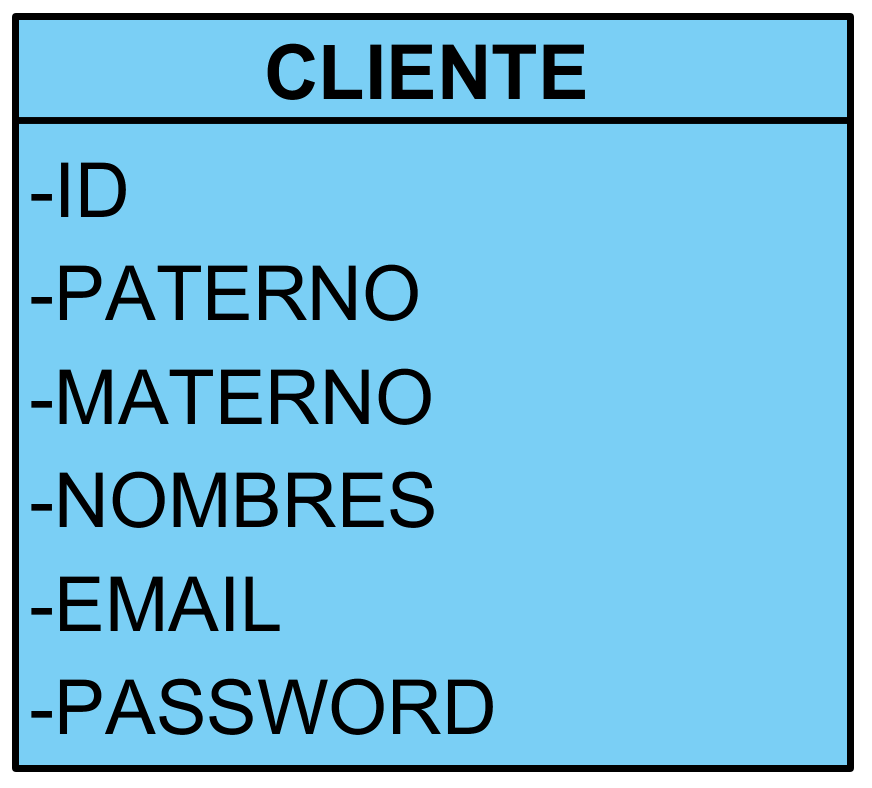 CLIENTE
-ID
-PATERNO
-MATERNO
-NOMBRES
-EMAIL
-PASSWORD